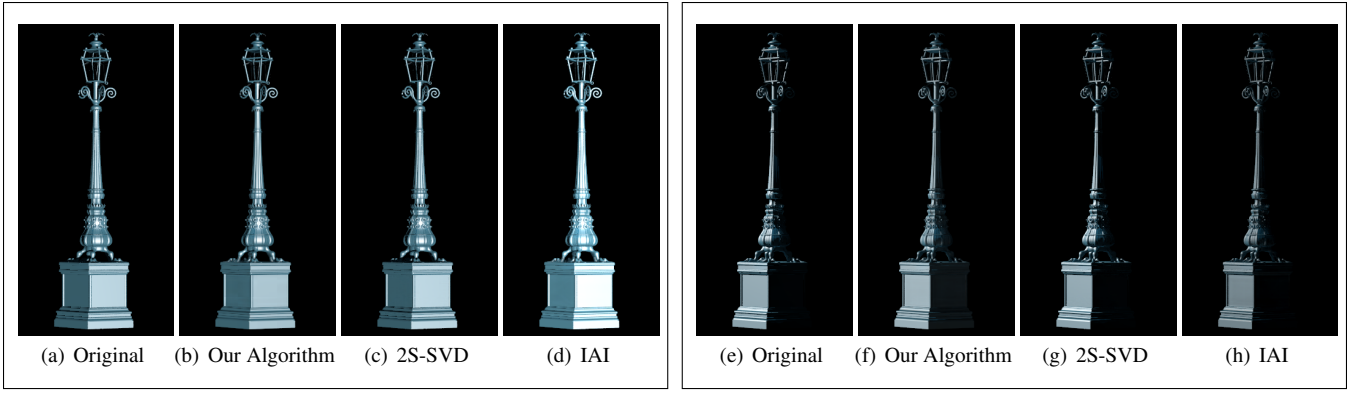 (a) Original
(b) Our Algorithm
(c) 2S-SVD
(d) IAI
(e) Original
(f) Our Algorithm
(g) 2S-SVD
(h) IAI